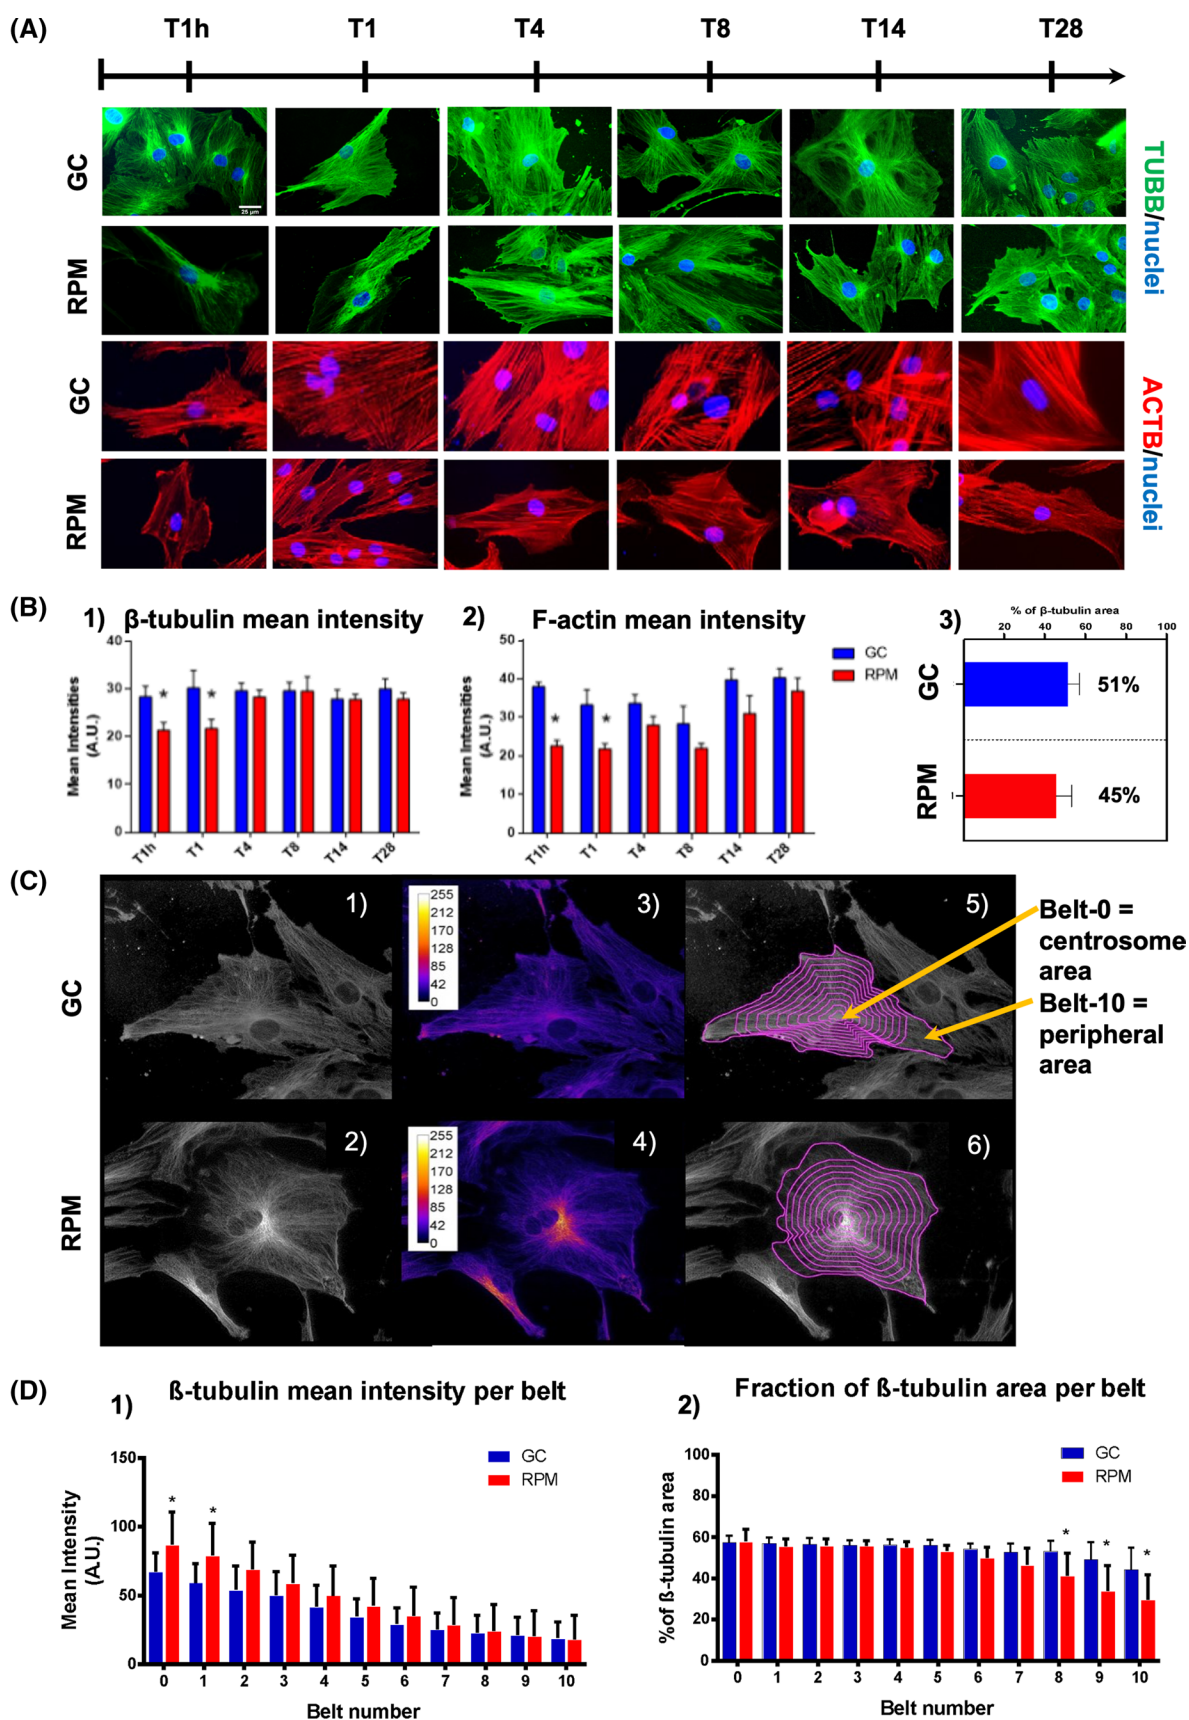 (A)
T1h T1 T4 T8 T14 T28
GC
25 µm
RPM
TUBB/nuclei
GC
RPM
ACTB/nuclei
(B)
1) β-tubulin mean intensity
Mean Intensities
(A.U.)
40
30
20
10
0
* *
T1h T1 T4 T8 T14 T28
2) F-actin mean intensity
Mean Intensities
(A.U.)
50
40
30
20
10
0
* *
T1h T1 T4 T8 T14 T28
GC
RPM
3)
% of β-tubulin area
20 40 60 80 100
GC
51%
RPM
45%
(C)
GC
1)
255
212
170
128
85
42
0
3)
5)
Belt-0 =
centrosome
area
Belt-10 =
peripheral
area
RPM
2)
255
212
170
128
85
42
0
4)
6)
(D)
1)
ß-tubulin mean intensity per belt
GC
RPM
Mean Intensity
(A.U.)
150
100
50
0
* *
0 1 2 3 4 5 6 7 8 9 10
Belt number
2)
Fraction of ß-tubulin area per belt
GC
RPM
%of ß-tubulin area
100
80
60
40
20
0
* * *
0 1 2 3 4 5 6 7 8 9 10
Belt number